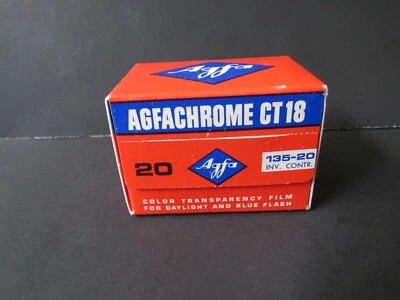 Agfa
AGFACHROME CT18
20
Agfa
135-20
INV. CONTR.
COLOR TRANSPARENCY FILM
FOR DAYLIGHT AND BLUE FLASH